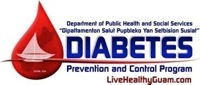 Department of Public Health and Social Services
"Dipattamenton Salut Pupbleko Yan Setbision Susiat"
DIABETES
Prevention and Control Program
LiveHealthyGuam.com